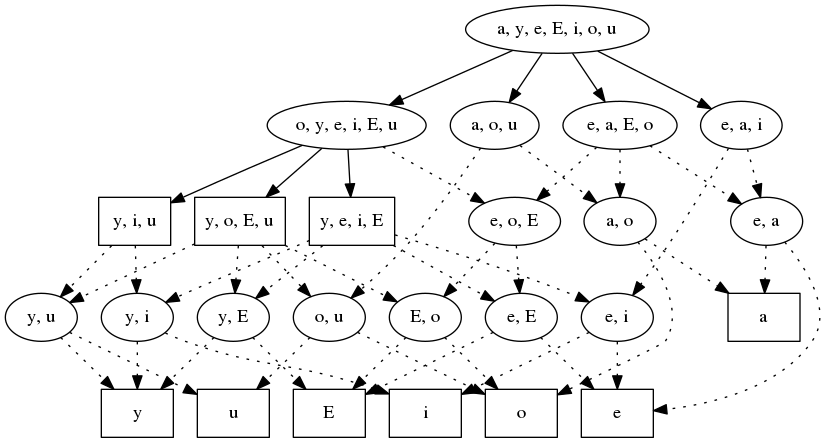 a, y, e, E, i, o, u
o, y, e, i, E, u
a, o, u
e, a, E, o
e, a, i
y, i, u
y, o, E, u
y, e, i, E
e, o, E
a, o
e, a
y, u
y, i
y, E
o, u
E, o
e, E
e, i
a
y
u
E
i
o
e